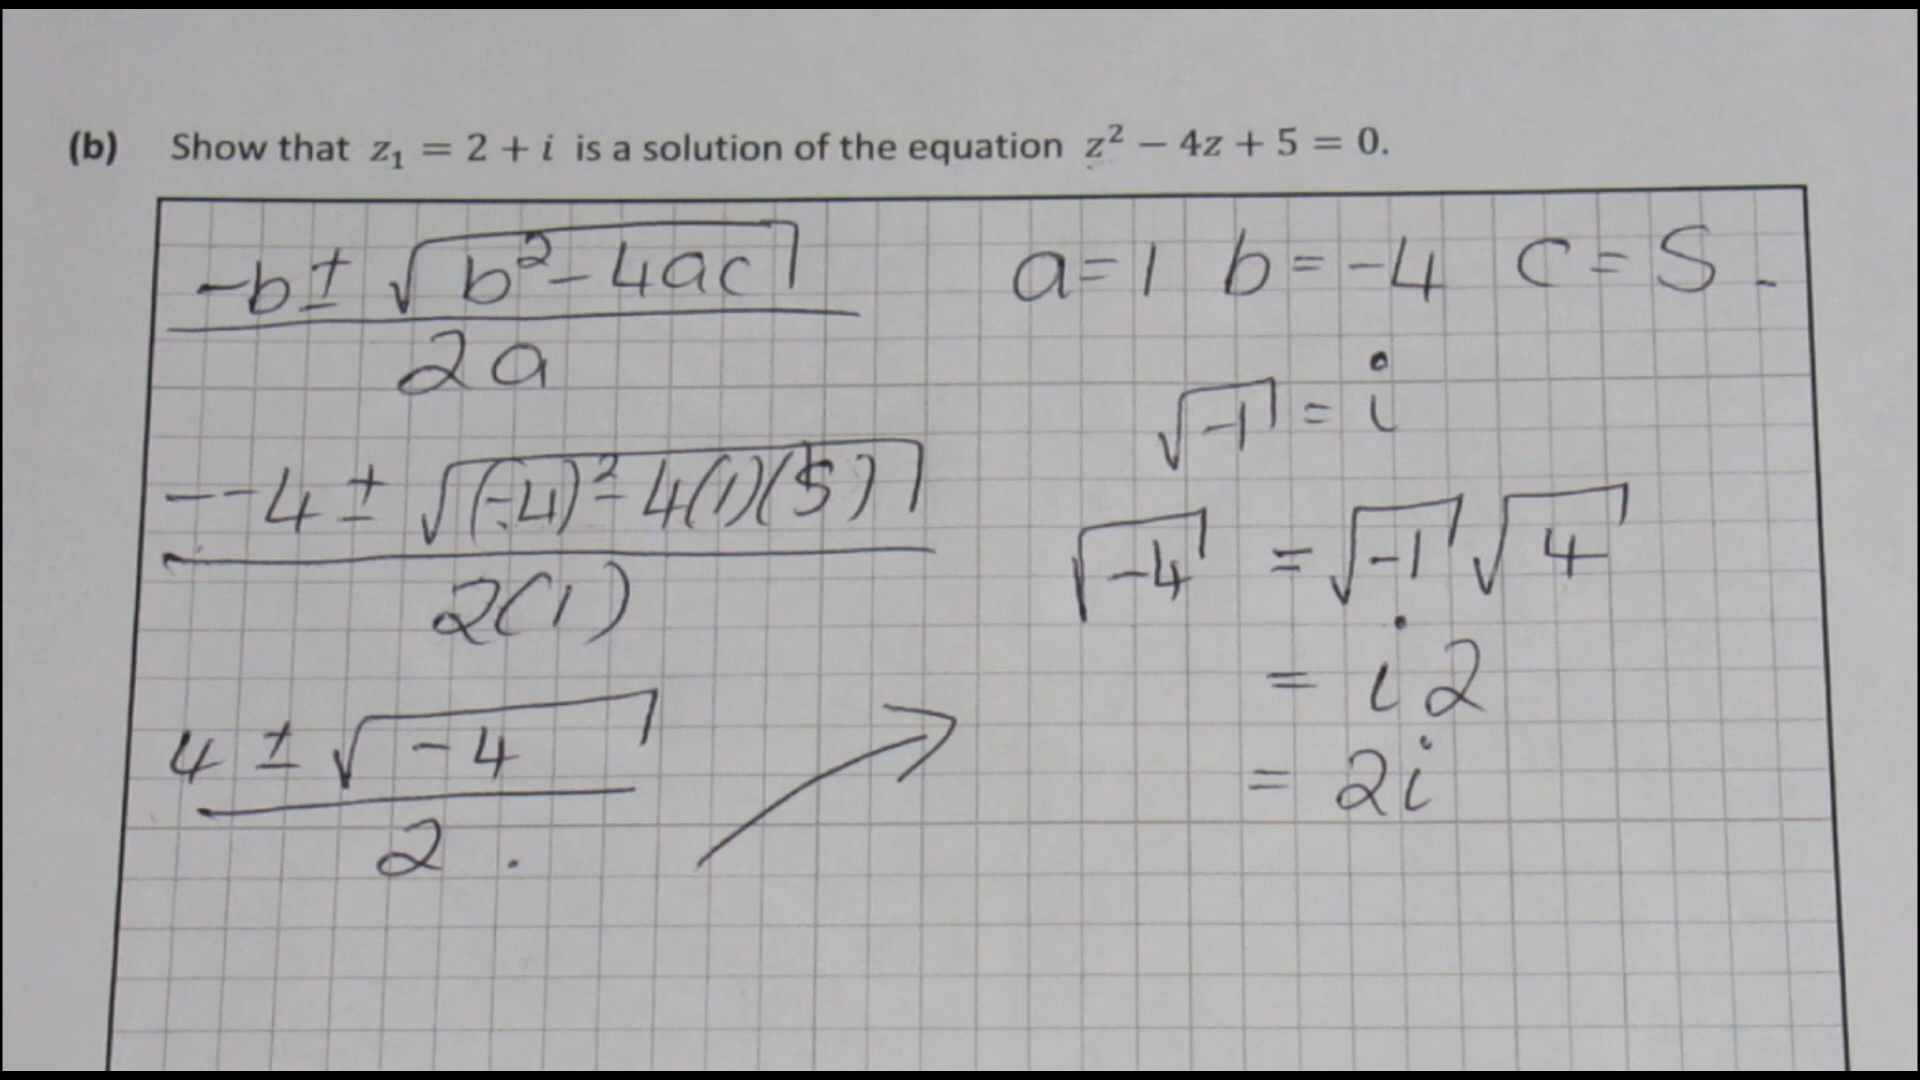 (b) Show that z₁ = 2 + i is a solution of the equation z² − 4z + 5 = 0.
-b ± √(b² - 4ac)
2a
a = 1 b = -4 c = 5
√-1 = i
--4 ± √((-4)² - 4(1)(5))
2(1)
√-4 = √-1 √4
= i2
= 2i
4 ± √-4
2